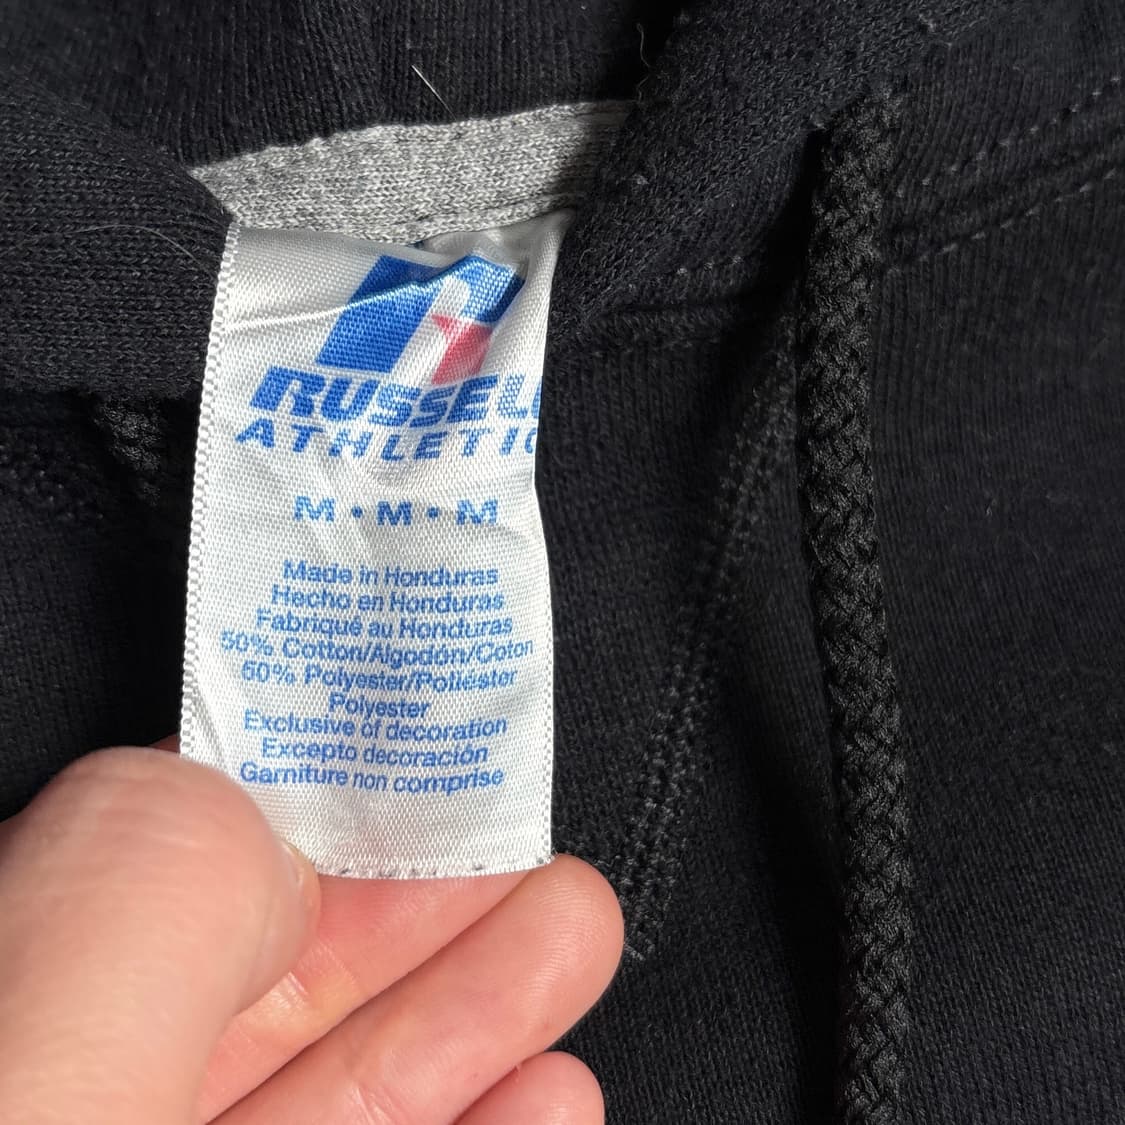 RUSSELL
ATHLETIC
M • M • M
Made in Honduras
Hecho en Honduras
Fabriqué au Honduras
50% Cotton/Algodón/Coton
50% Polyester/Poliéster
Polyester
Exclusive of decoration
Excepto decoración
Garniture non comprise